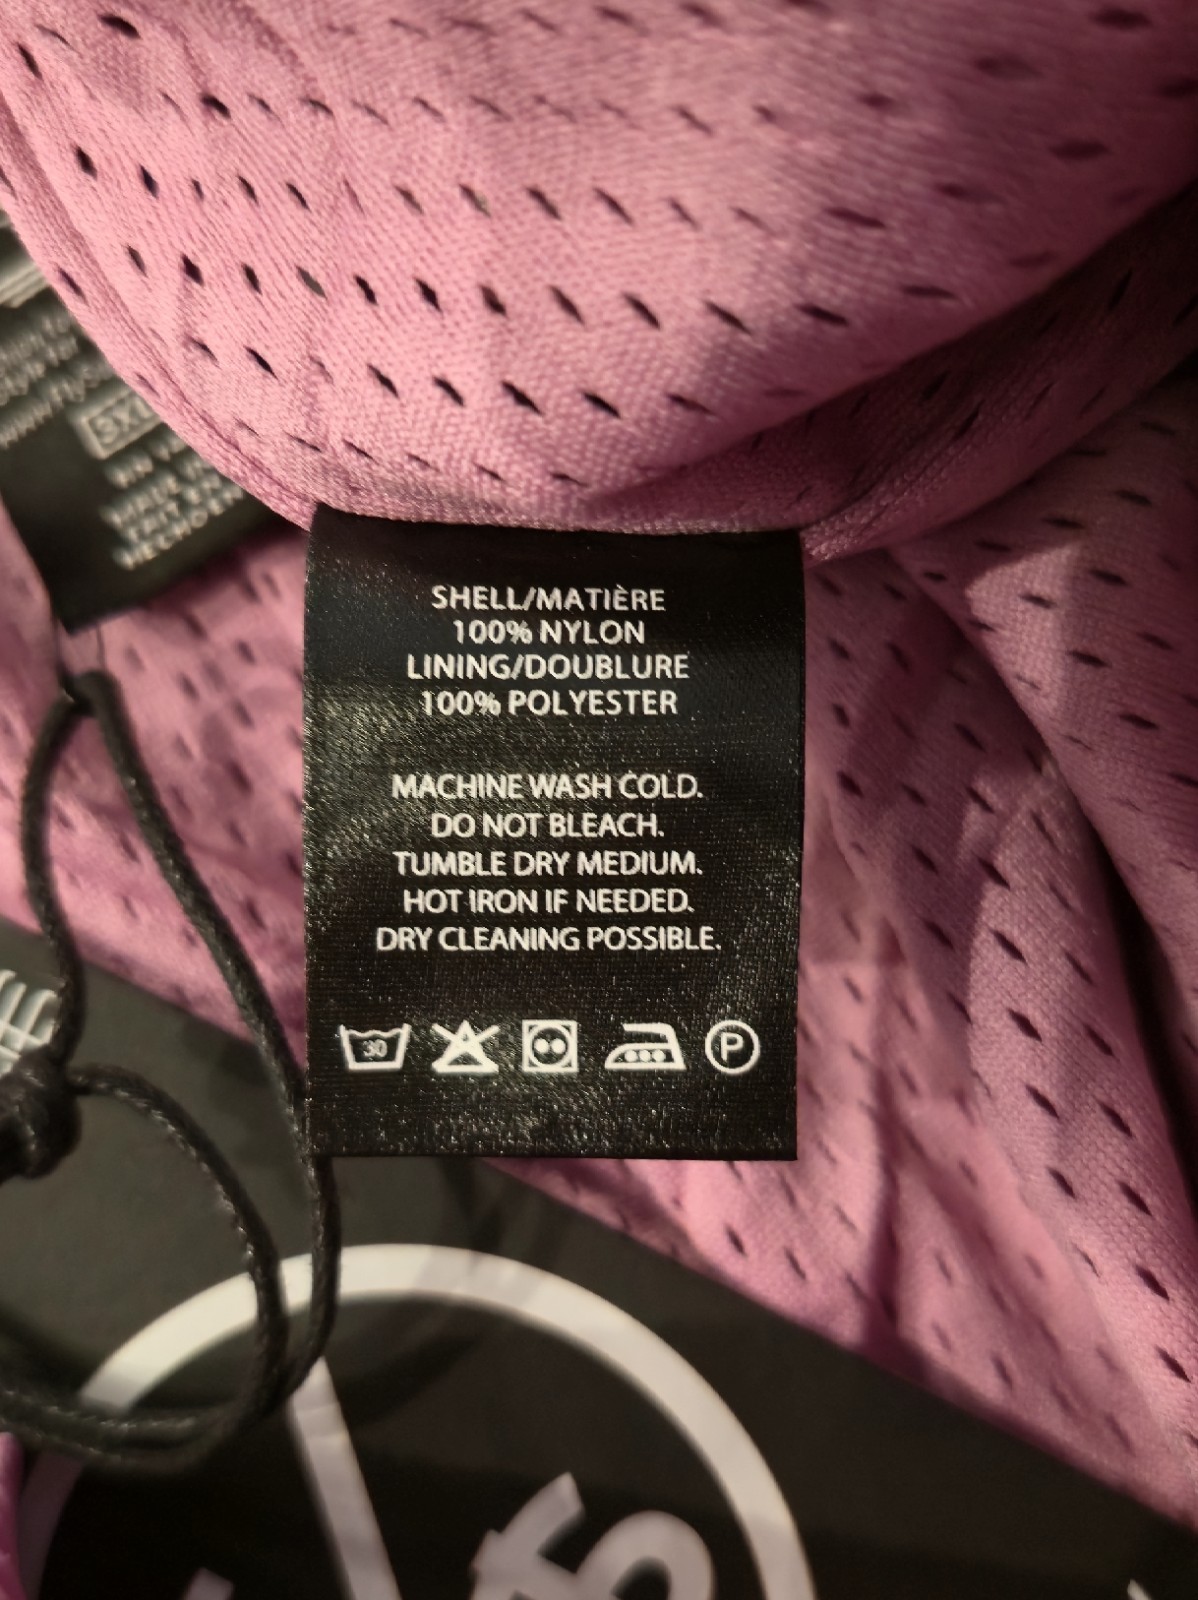 SHELL/MATIÈRE
100% NYLON
LINING/DOUBLURE
100% POLYESTER
MACHINE WASH COLD.
DO NOT BLEACH.
TUMBLE DRY MEDIUM.
HOT IRON IF NEEDED.
DRY CLEANING POSSIBLE.
30
P